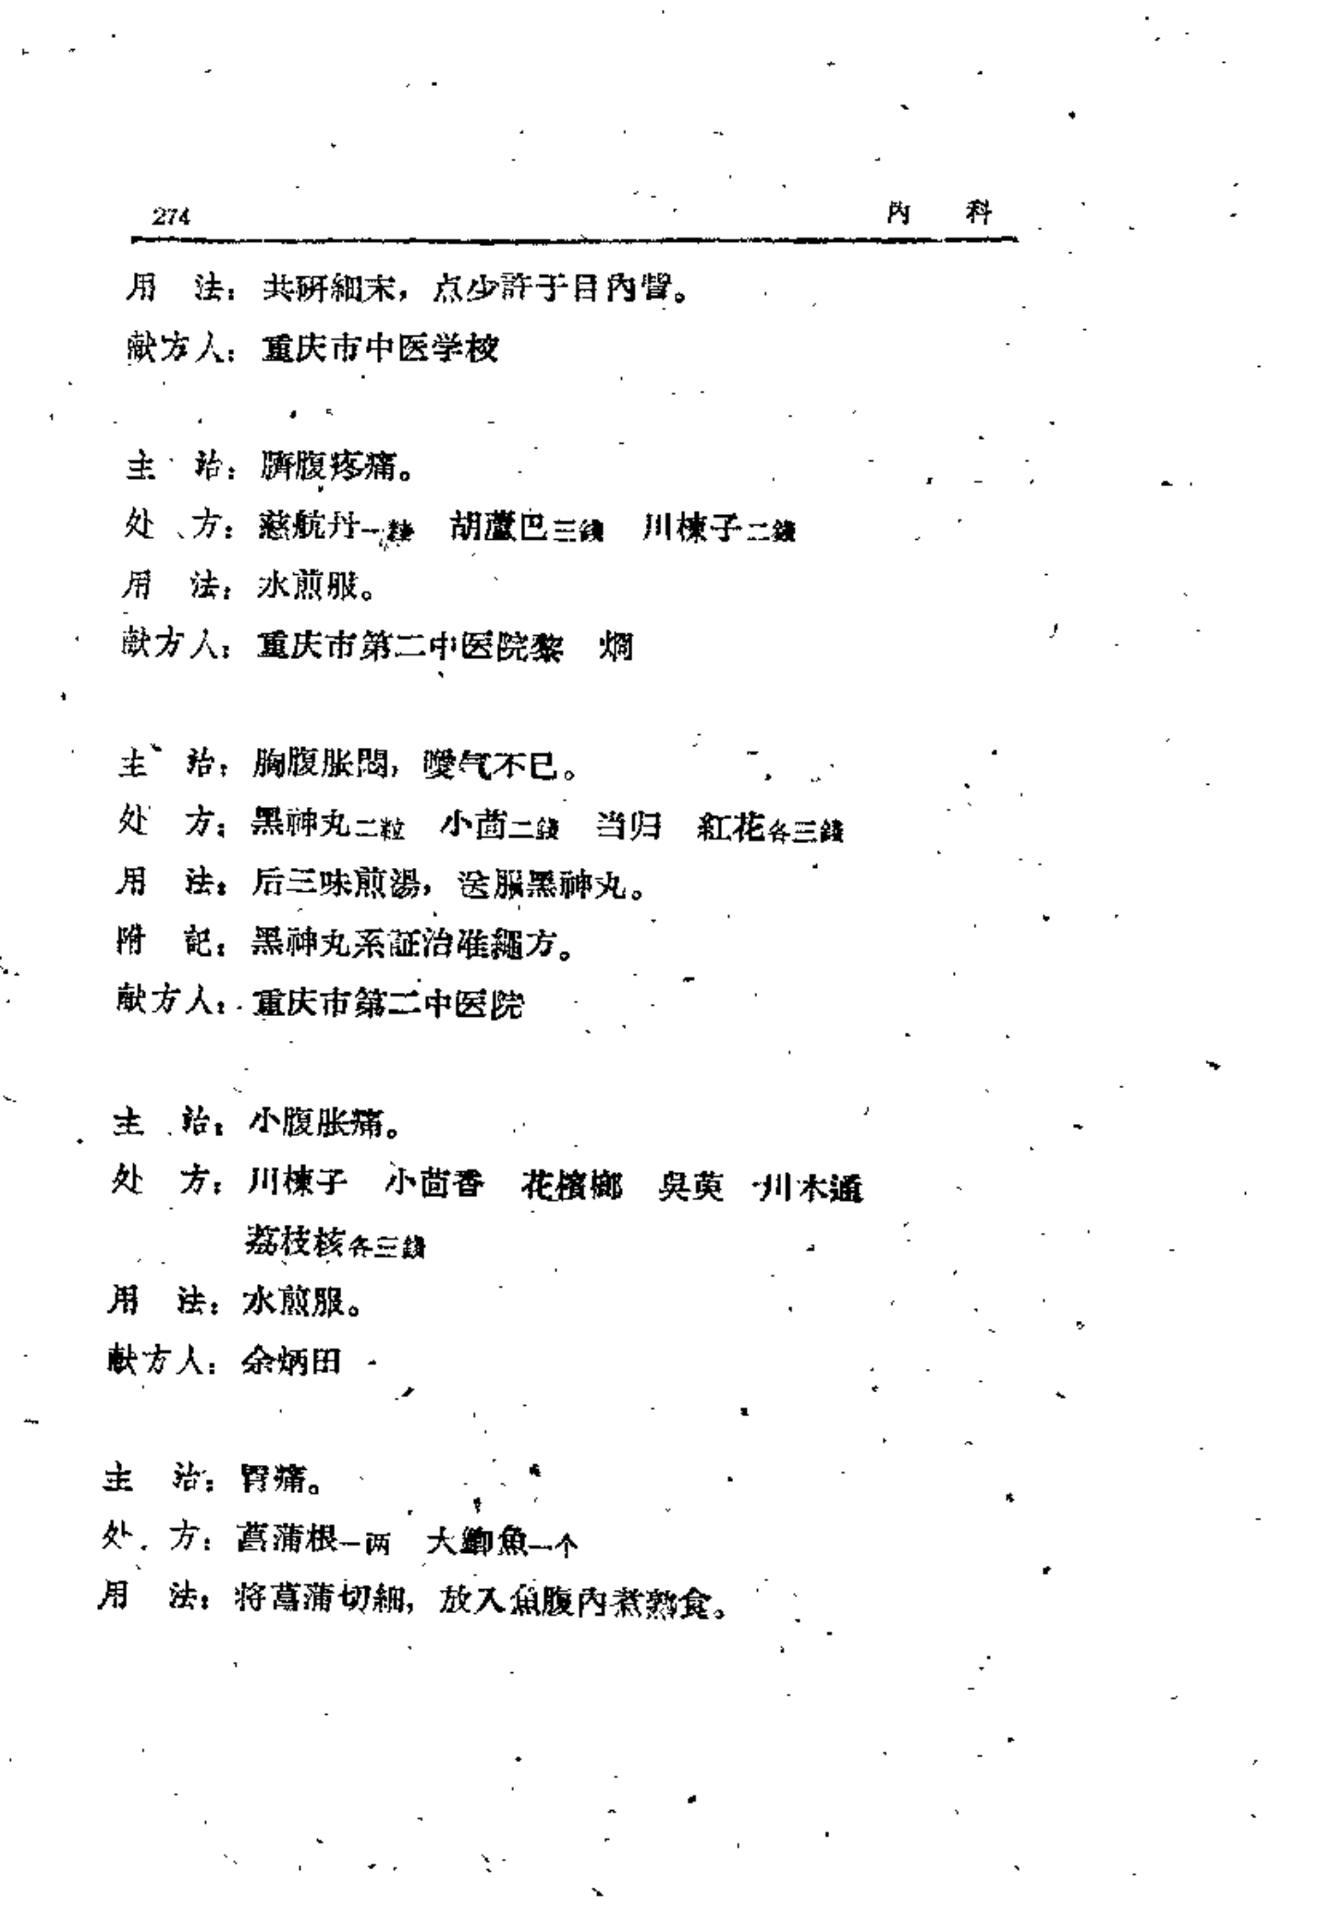 274 內 科
用 法：共研細末，点少許于目內眥。
献方人：重庆市中医学校
主 治：臍腹疼痛。
处 方：慈航丹一粒 胡蘆巴三錢 川楝子二錢
用 法：水煎服。
献方人：重庆市第二中医院黎 燜
主 治：胸腹胀悶，噯气不已。
处 方：黑神丸二粒 小茴二錢 当归 紅花各三錢
用 法：后三味煎湯，送服黑神丸。
附 記：黑神丸系証治准繩方。
献方人：重庆市第二中医院
主 治：小腹胀痛。
处 方：川楝子 小茴香 花檳榔 吳萸 川木通
荔枝核各三錢
用 法：水煎服。
献方人：余炳田
主 治：胃痛。
处 方：菖蒲根一两 大鯽魚一个
用 法：将菖蒲切細，放入魚腹內煮熟食。